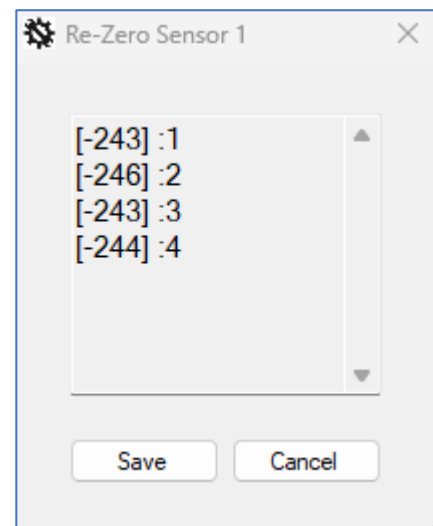 Re-Zero Sensor 1
[-243] :1
[-246] :2
[-243] :3
[-244] :4
Save
Cancel